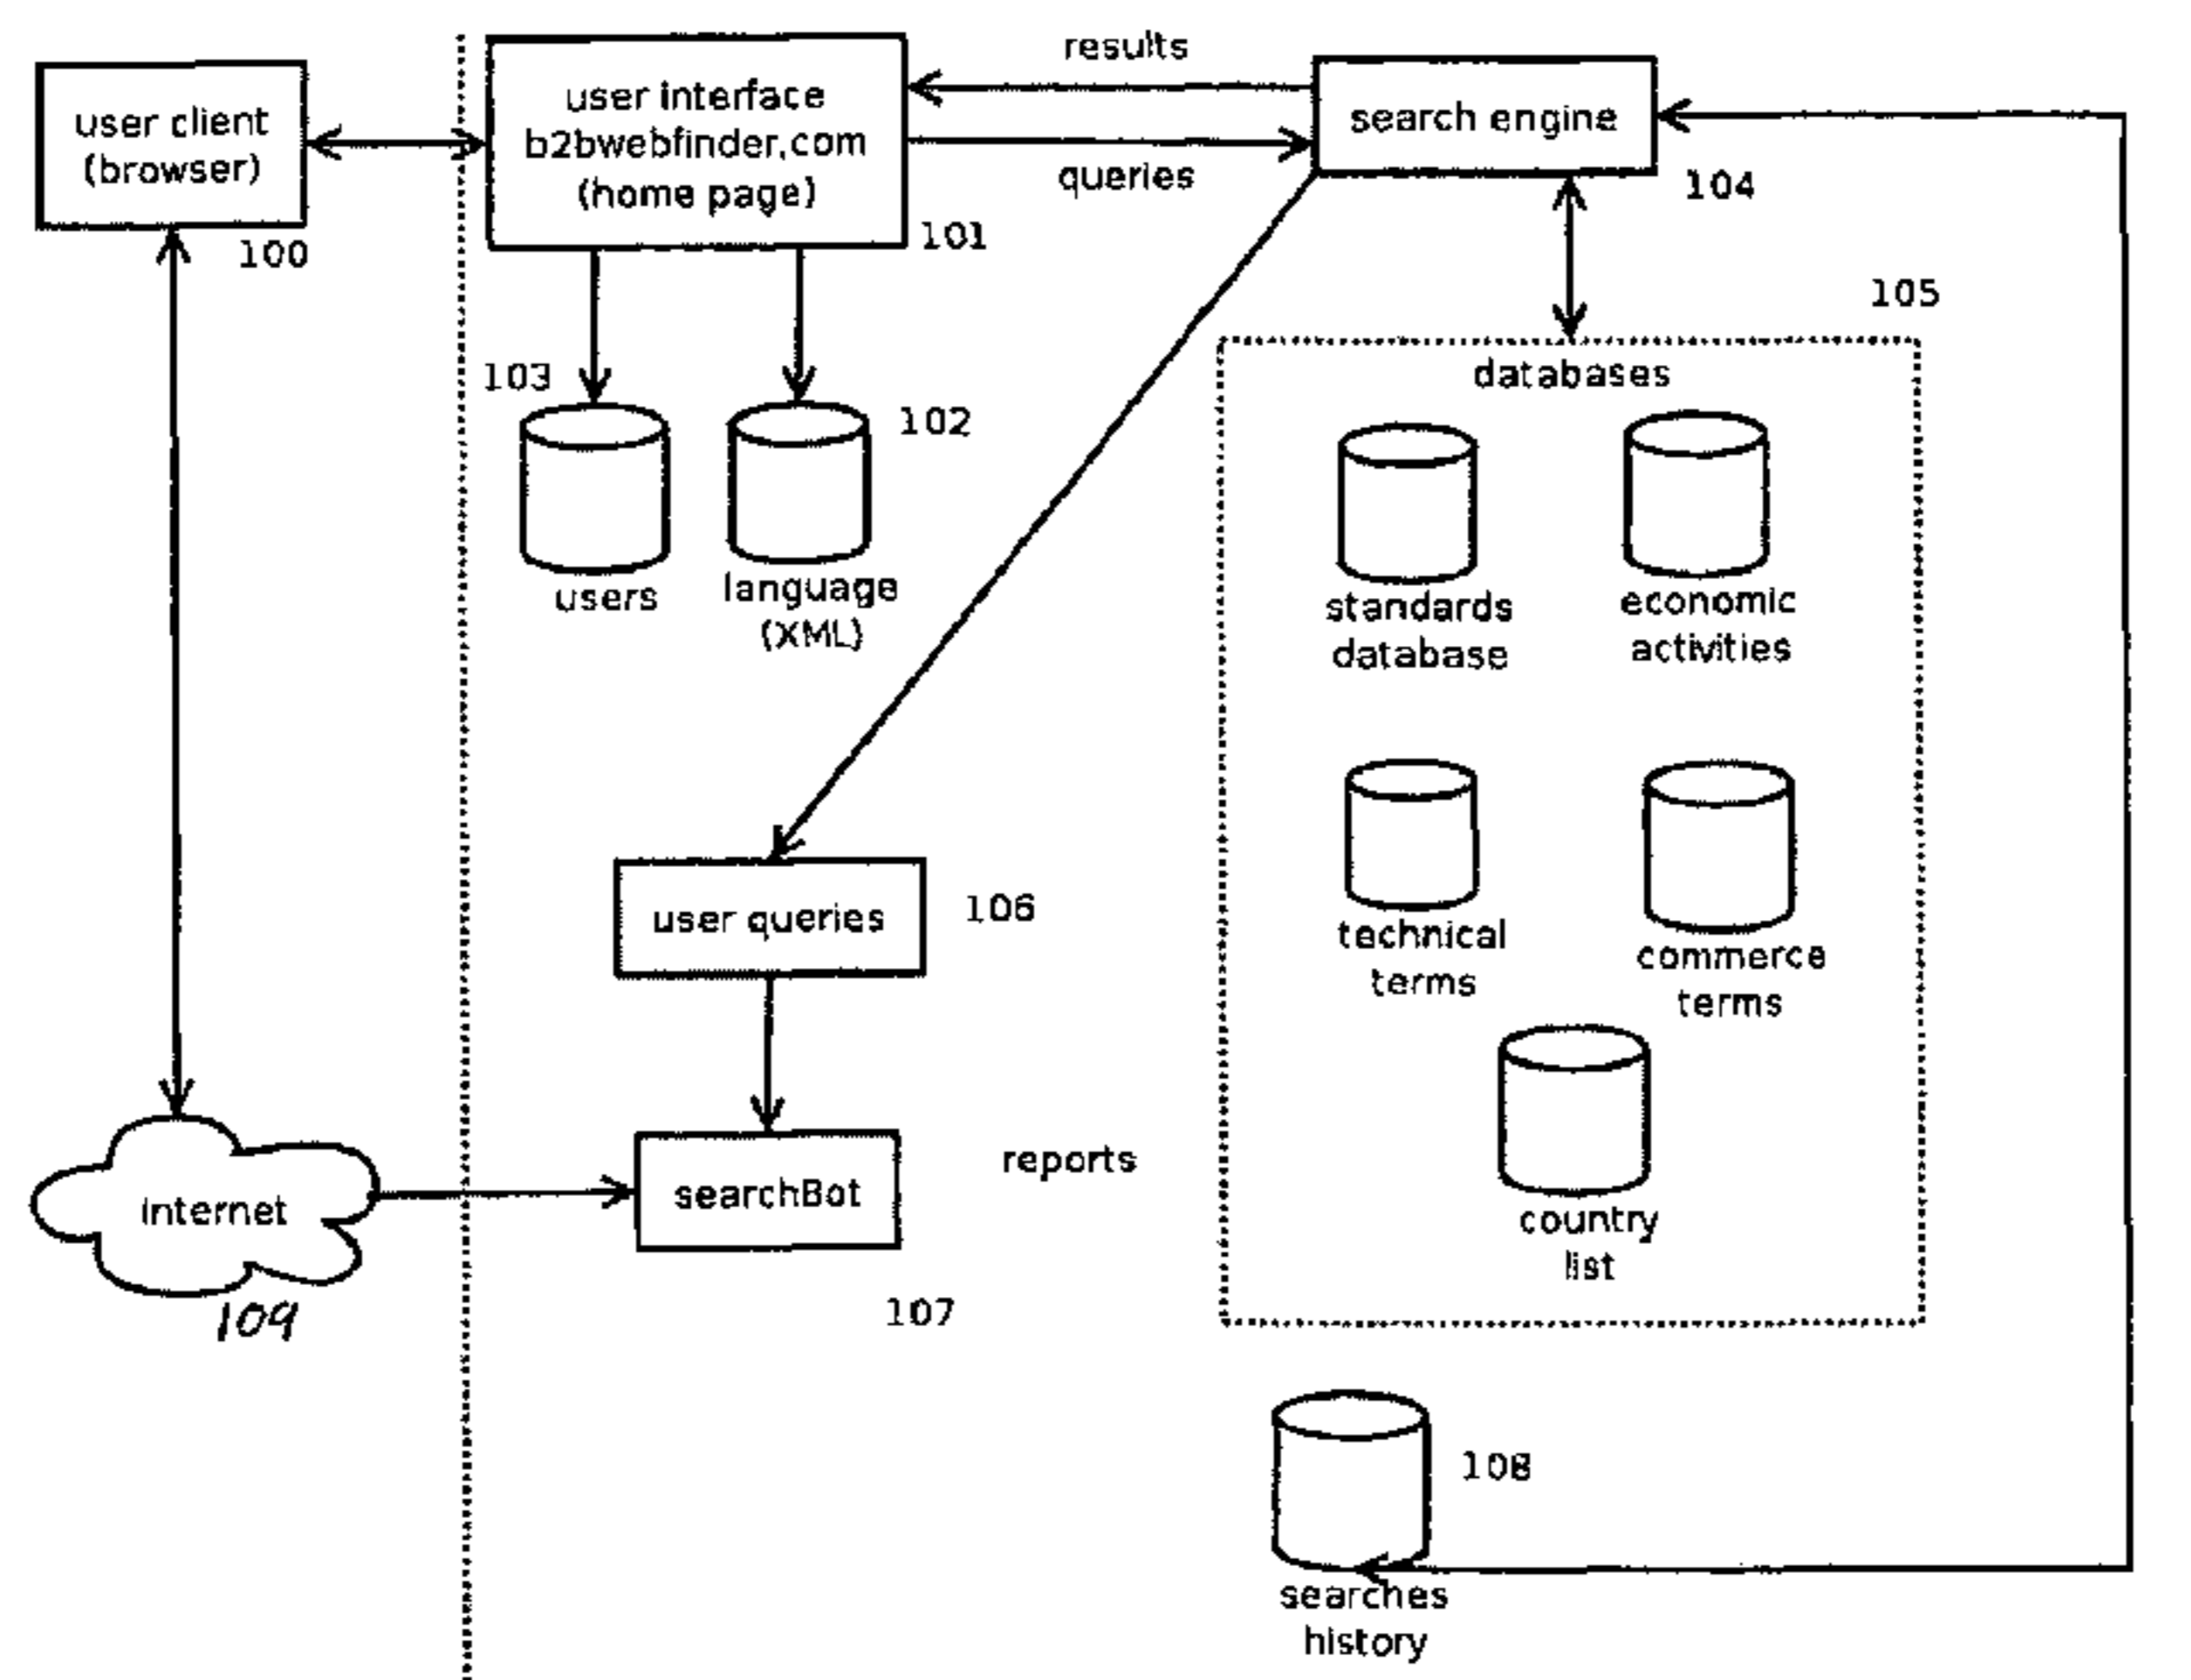 results
user client
(browser)
100
user interface
b2bwebfinder.com
(home page)
101
search engine
104
queries
105
103
102
users
language
(XML)
databases
standards
database
economic
activities
technical
terms
commerce
terms
country
list
user queries
106
searchBot
107
reports
internet
109
108
searches
history